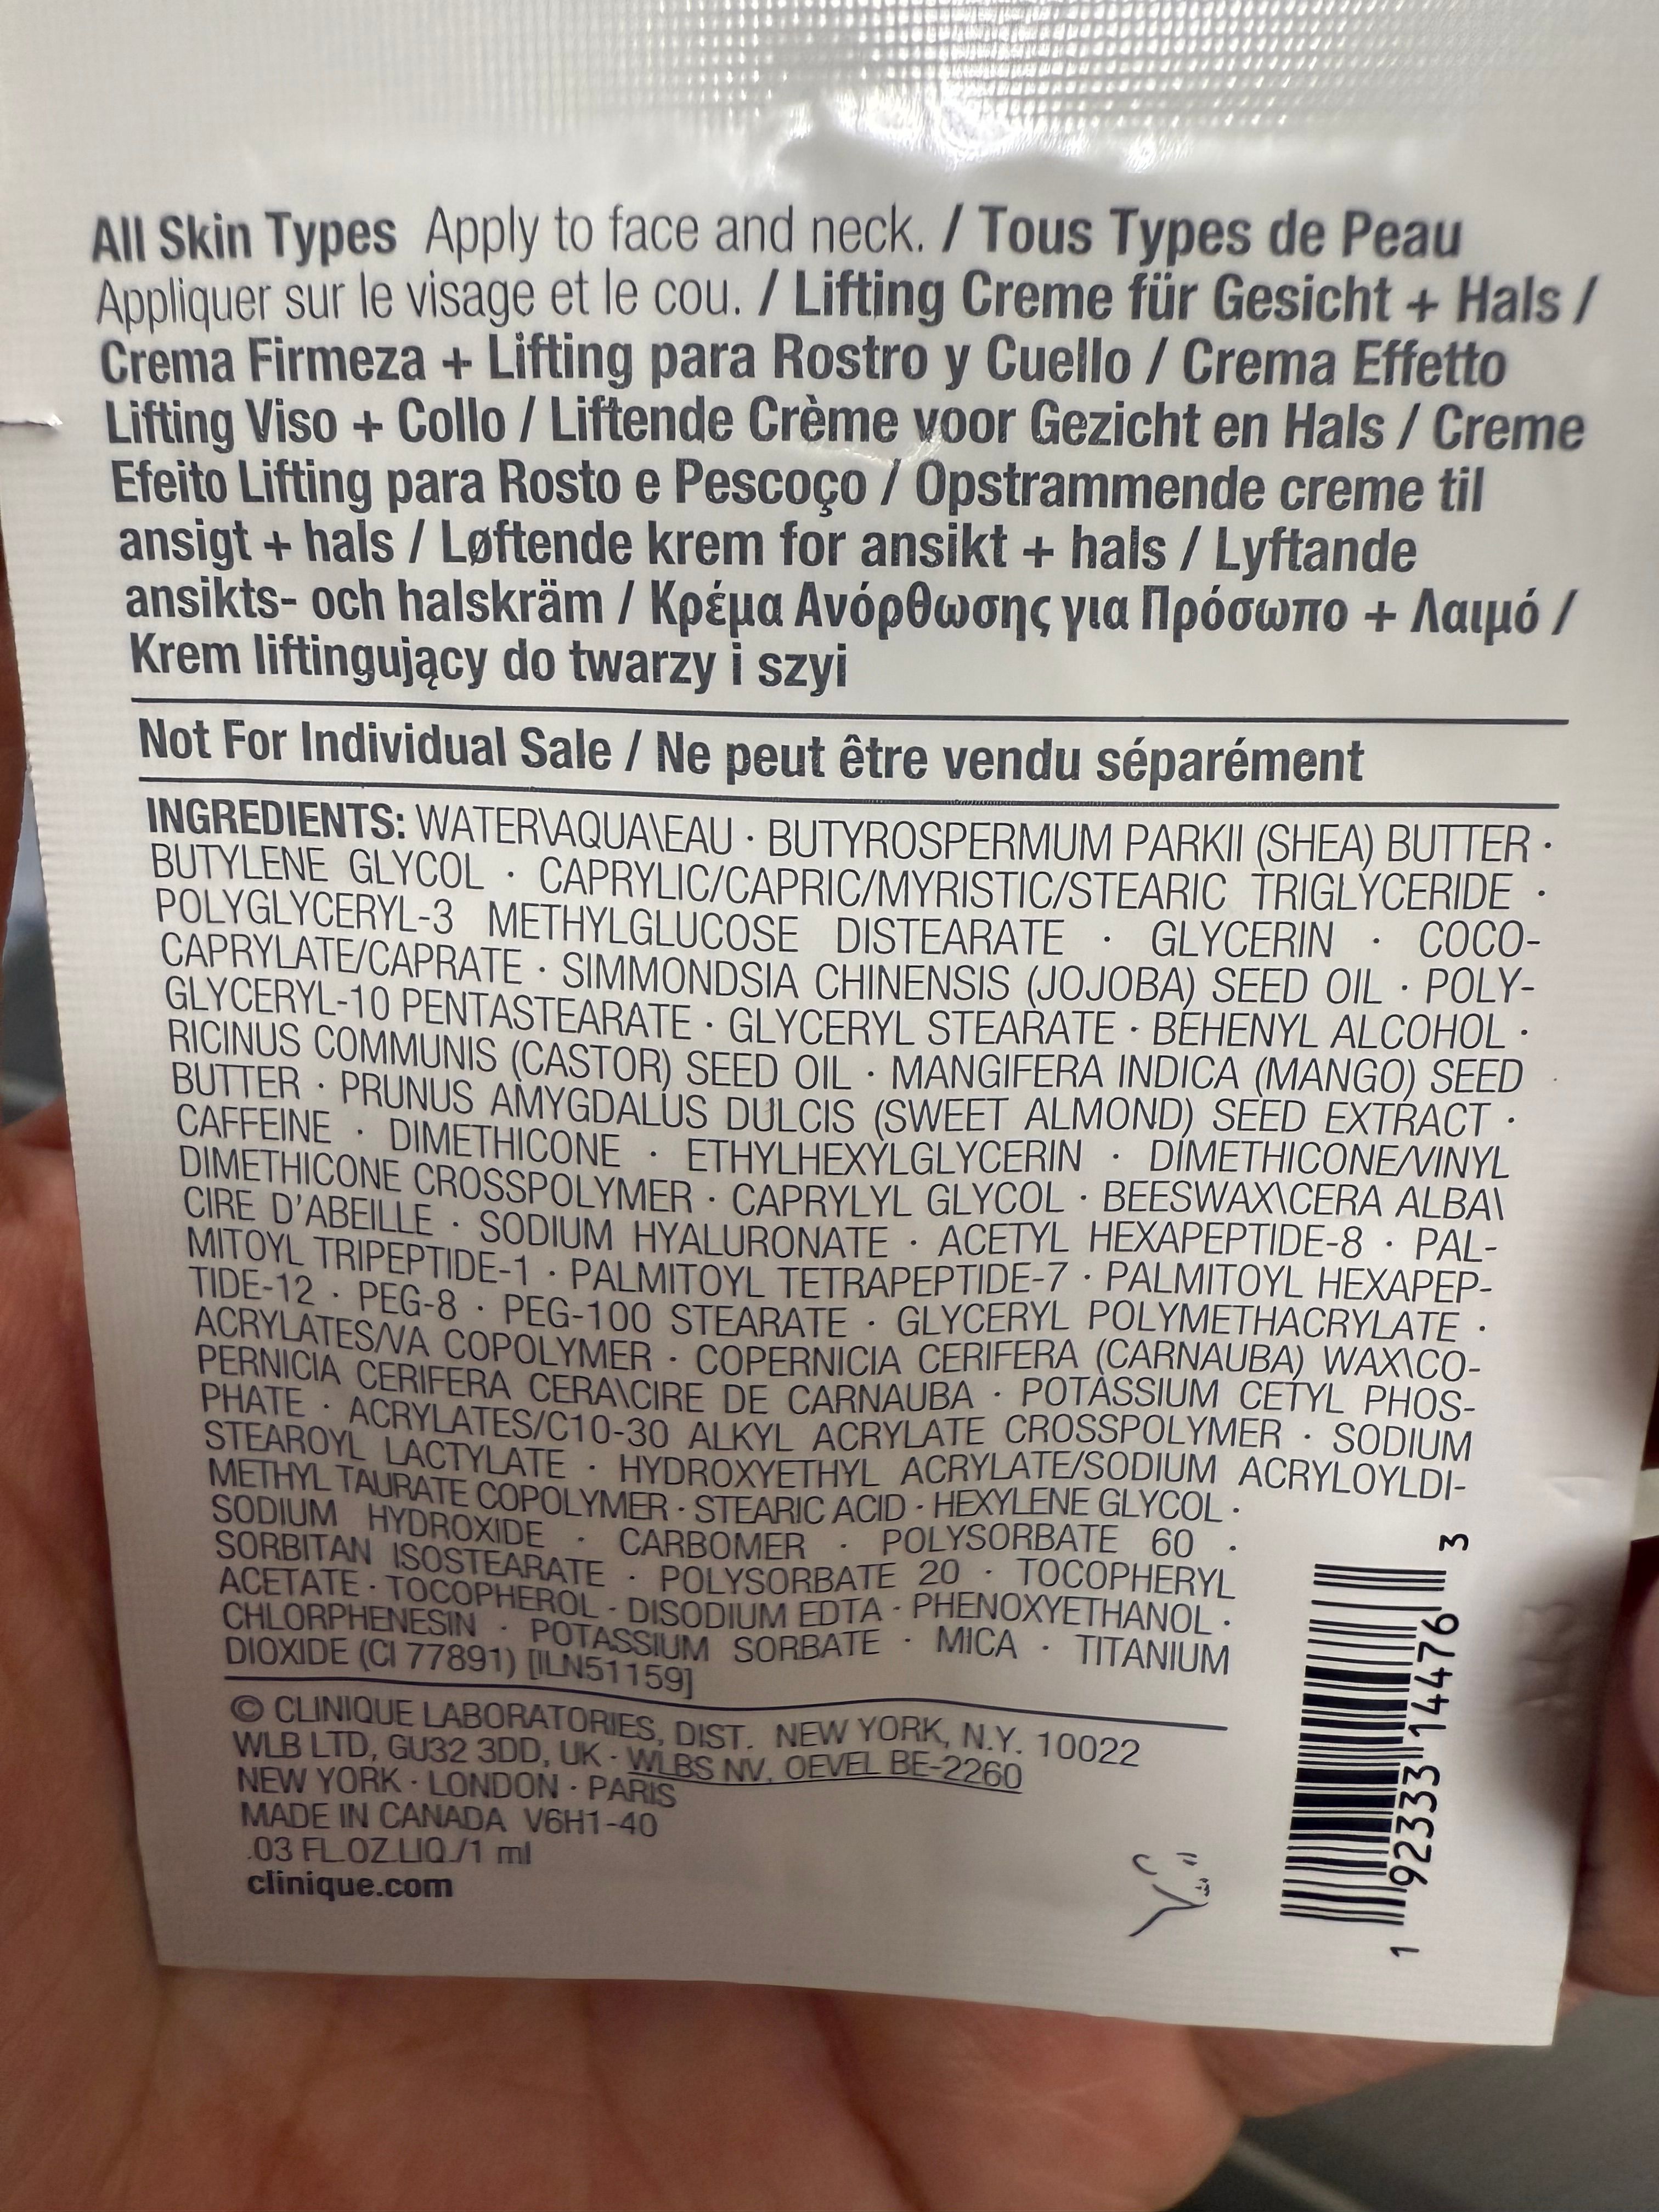 All Skin Types Apply to face and neck. / Tous Types de Peau
Appliquer sur le visage et le cou. / Lifting Creme für Gesicht + Hals /
Crema Firmeza + Lifting para Rostro y Cuello / Crema Effetto
Lifting Viso + Collo / Liftende Crème voor Gezicht en Hals / Creme
Efeito Lifting para Rosto e Pescoço / Opstrammende creme til
ansigt + hals / Løftende krem for ansikt + hals / Lyftande
ansikts- och halskräm / Κρέμα Ανόρθωσης για Πρόσωπο + Λαιμό /
Krem liftingujący do twarzy i szyi
Not For Individual Sale / Ne peut être vendu séparément
INGREDIENTS: WATER\AQUA\EAU · BUTYROSPERMUM PARKII (SHEA) BUTTER ·
BUTYLENE GLYCOL · CAPRYLIC/CAPRIC/MYRISTIC/STEARIC TRIGLYCERIDE ·
POLYGLYCERYL-3 METHYLGLUCOSE DISTEARATE · GLYCERIN · COCO-
CAPRYLATE/CAPRATE · SIMMONDSIA CHINENSIS (JOJOBA) SEED OIL · POLY-
GLYCERYL-10 PENTASTEARATE · GLYCERYL STEARATE · BEHENYL ALCOHOL ·
RICINUS COMMUNIS (CASTOR) SEED OIL · MANGIFERA INDICA (MANGO) SEED
BUTTER · PRUNUS AMYGDALUS DULCIS (SWEET ALMOND) SEED EXTRACT ·
CAFFEINE · DIMETHICONE · ETHYLHEXYLGLYCERIN · DIMETHICONE/VINYL
DIMETHICONE CROSSPOLYMER · CAPRYLYL GLYCOL · BEESWAX\CERA ALBA\
CIRE D'ABEILLE · SODIUM HYALURONATE · ACETYL HEXAPEPTIDE-8 · PAL-
MITOYL TRIPEPTIDE-1 · PALMITOYL TETRAPEPTIDE-7 · PALMITOYL HEXAPEP-
TIDE-12 · PEG-8 · PEG-100 STEARATE · GLYCERYL POLYMETHACRYLATE ·
ACRYLATES/VA COPOLYMER · COPERNICIA CERIFERA (CARNAUBA) WAX\CO-
PERNICIA CERIFERA CERA\CIRE DE CARNAUBA · POTASSIUM CETYL PHOS-
PHATE · ACRYLATES/C10-30 ALKYL ACRYLATE CROSSPOLYMER · SODIUM
STEAROYL LACTYLATE · HYDROXYETHYL ACRYLATE/SODIUM ACRYLOYLDI-
METHYL TAURATE COPOLYMER · STEARIC ACID · HEXYLENE GLYCOL ·
SODIUM HYDROXIDE · CARBOMER · POLYSORBATE 60 ·
SORBITAN ISOSTEARATE · POLYSORBATE 20 · TOCOPHERYL
ACETATE · TOCOPHEROL · DISODIUM EDTA · PHENOXYETHANOL ·
CHLORPHENESIN · POTASSIUM SORBATE · MICA · TITANIUM
DIOXIDE (CI 77891) [ILN51159]
© CLINIQUE LABORATORIES, DIST. NEW YORK, N.Y. 10022
WLB LTD, GU32 3DD, UK · WLBS NV, OEVEL BE-2260
NEW YORK · LONDON · PARIS
MADE IN CANADA V6H1-40
.03 FL.OZ.LIQ./1 ml
clinique.com
1 92333 14476 3